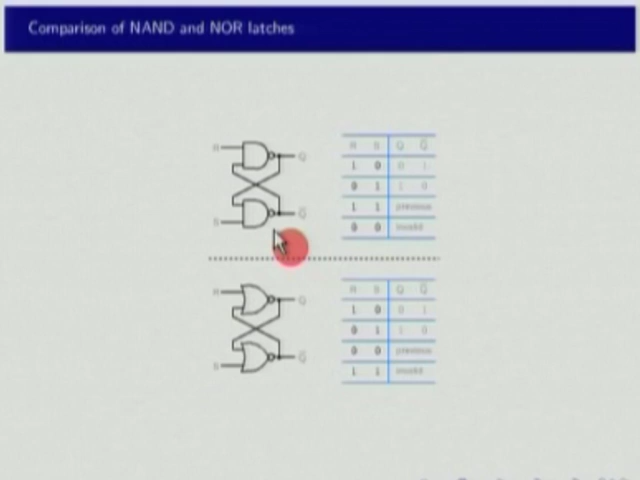 Comparison of NAND and NOR latches
R Q R S Q Q̄
1 0 0 1
0 1 1 0
1 1 previous
S Q̄
0 0 invalid
R Q R S Q Q̄
1 0 0 1
0 1 1 0
0 0 previous
S Q̄
1 1 invalid